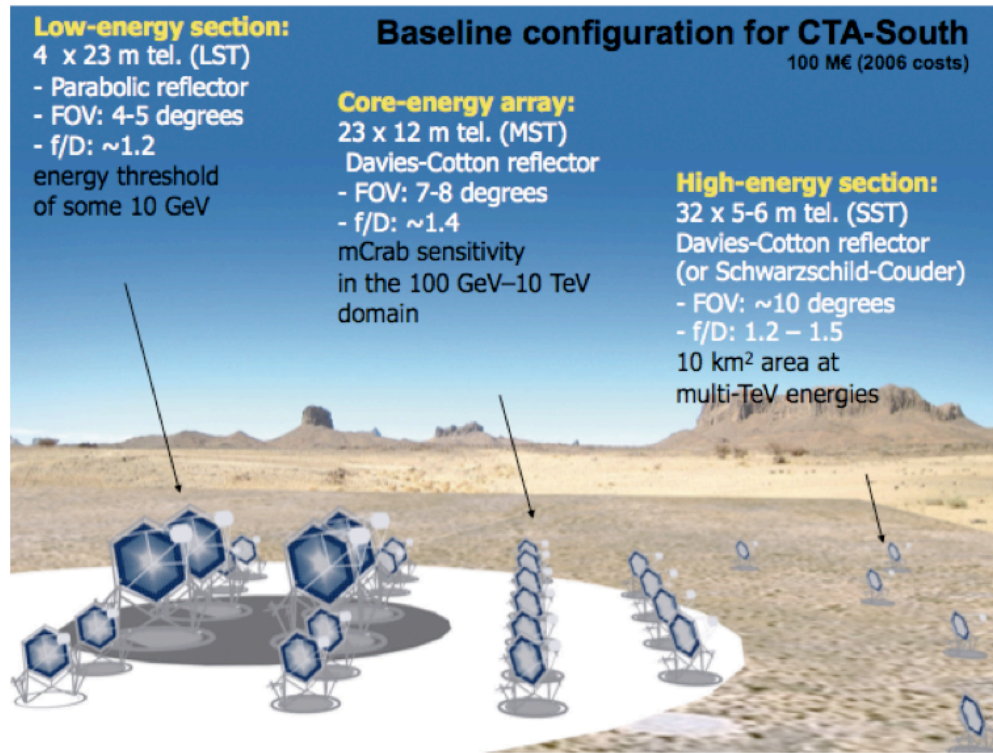 Low-energy section:
4 x 23 m tel. (LST)
- Parabolic reflector
- FOV: 4-5 degrees
- f/D: ~1.2
energy threshold
of some 10 GeV
Baseline configuration for CTA-South
100 M€ (2006 costs)
Core-energy array:
23 x 12 m tel. (MST)
Davies-Cotton reflector
- FOV: 7-8 degrees
- f/D: ~1.4
mCrab sensitivity
in the 100 GeV–10 TeV
domain
High-energy section:
32 x 5-6 m tel. (SST)
Davies-Cotton reflector
(or Schwarzschild-Couder)
- FOV: ~10 degrees
- f/D: 1.2 – 1.5
10 km² area at
multi-TeV energies